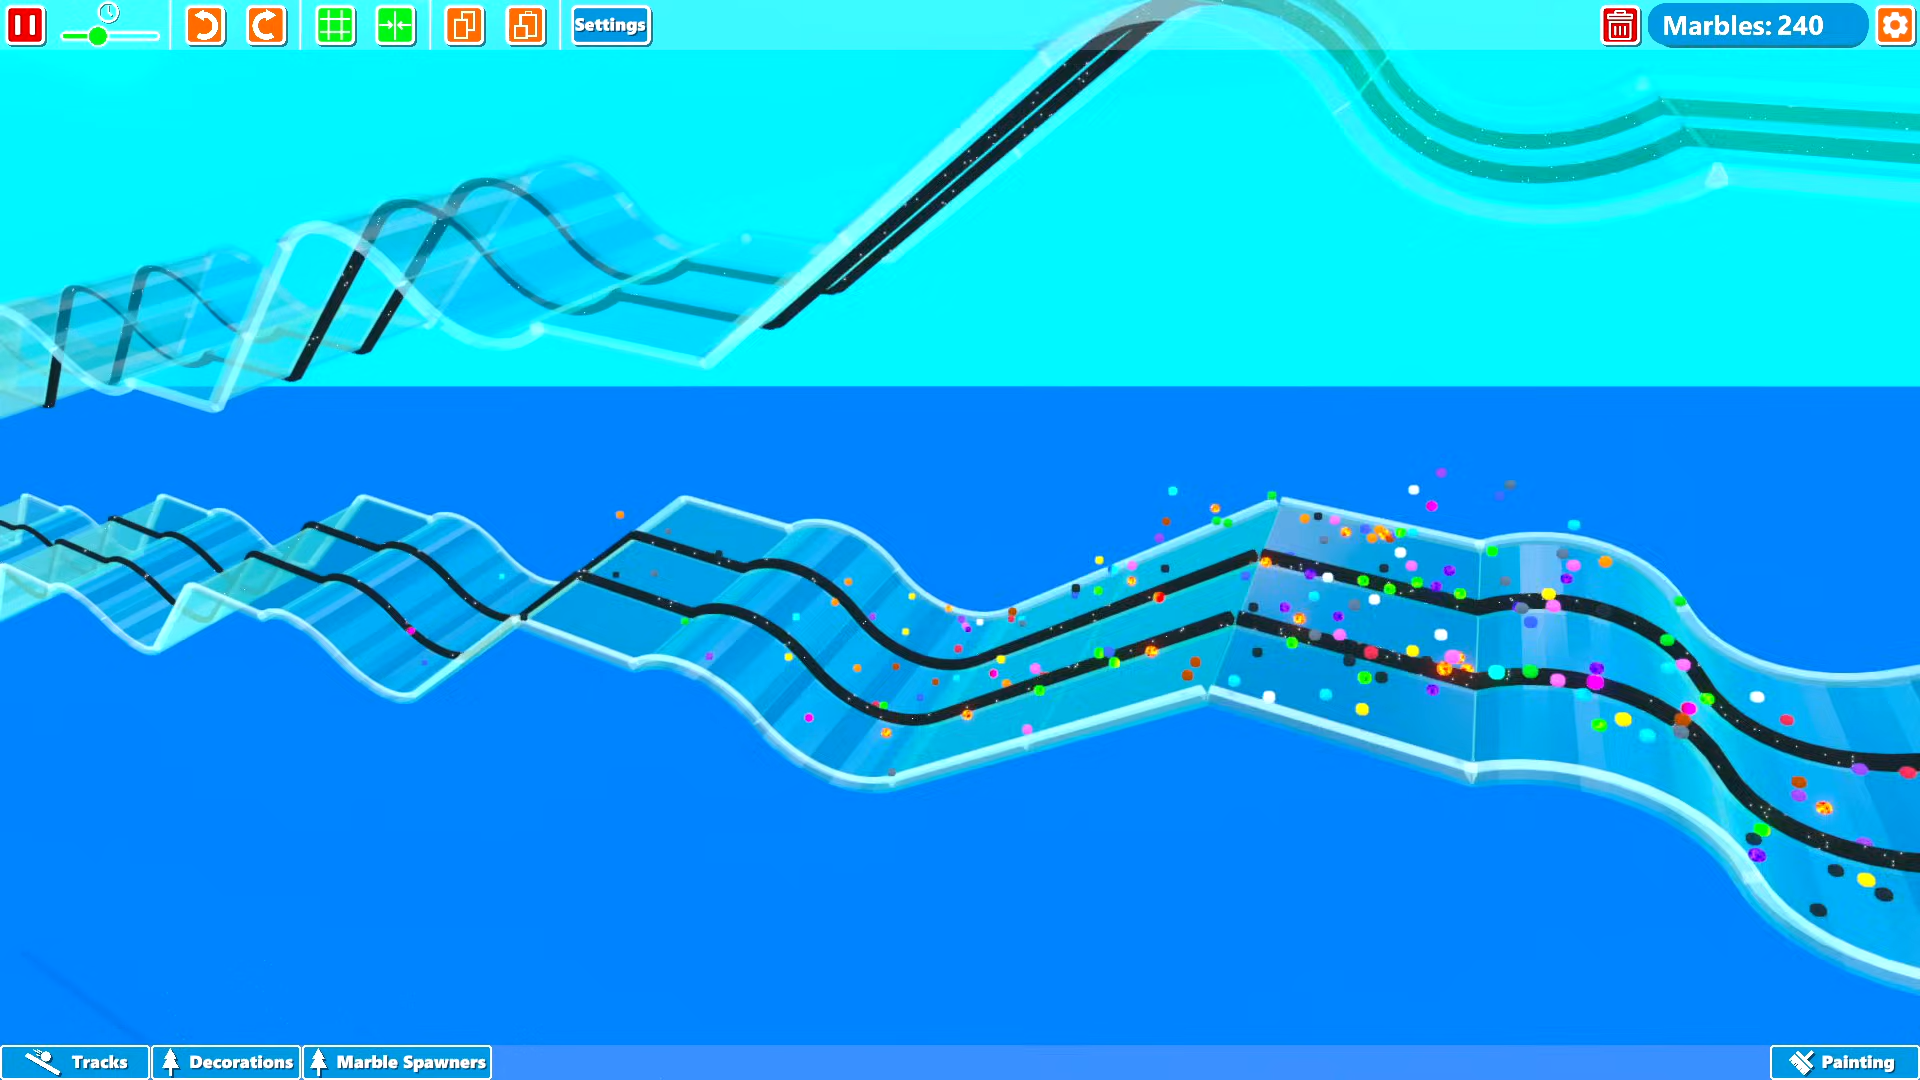 Settings
Marbles: 240
Tracks
Decorations
Marble Spawners
Painting